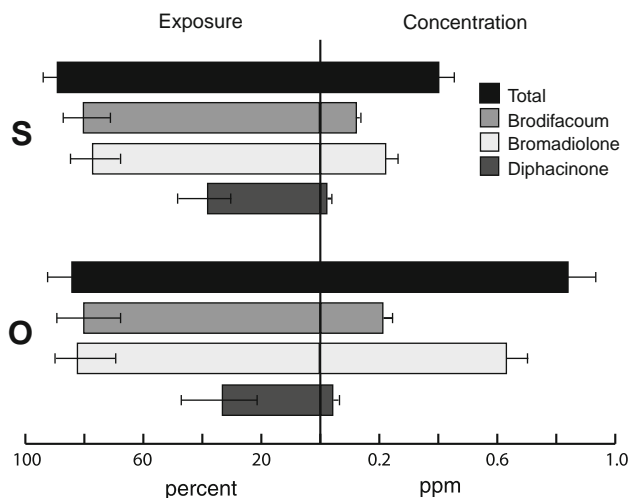 Exposure
Concentration
Total
Brodifacoum
Bromadiolone
Diphacinone
S
O
100 60 20 0.2 0.6 1.0
percent ppm